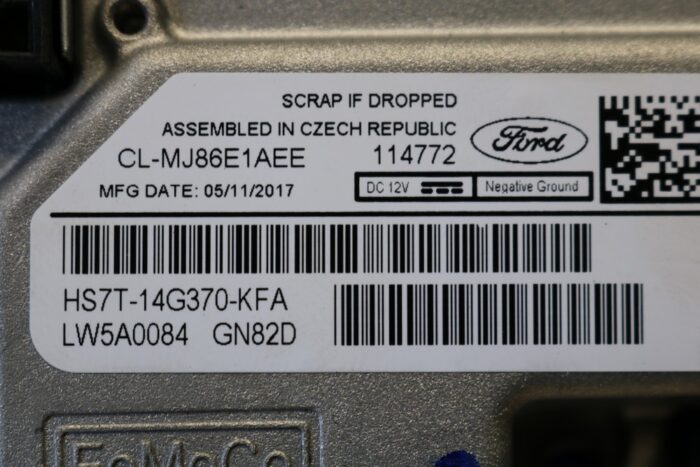 SCRAP IF DROPPED
ASSEMBLED IN CZECH REPUBLIC
Ford
CL-MJ86E1AEE 114772
MFG DATE: 05/11/2017
DC 12V
Negative Ground
HS7T-14G370-KFA
LW5A0084 GN82D
FoMoCo